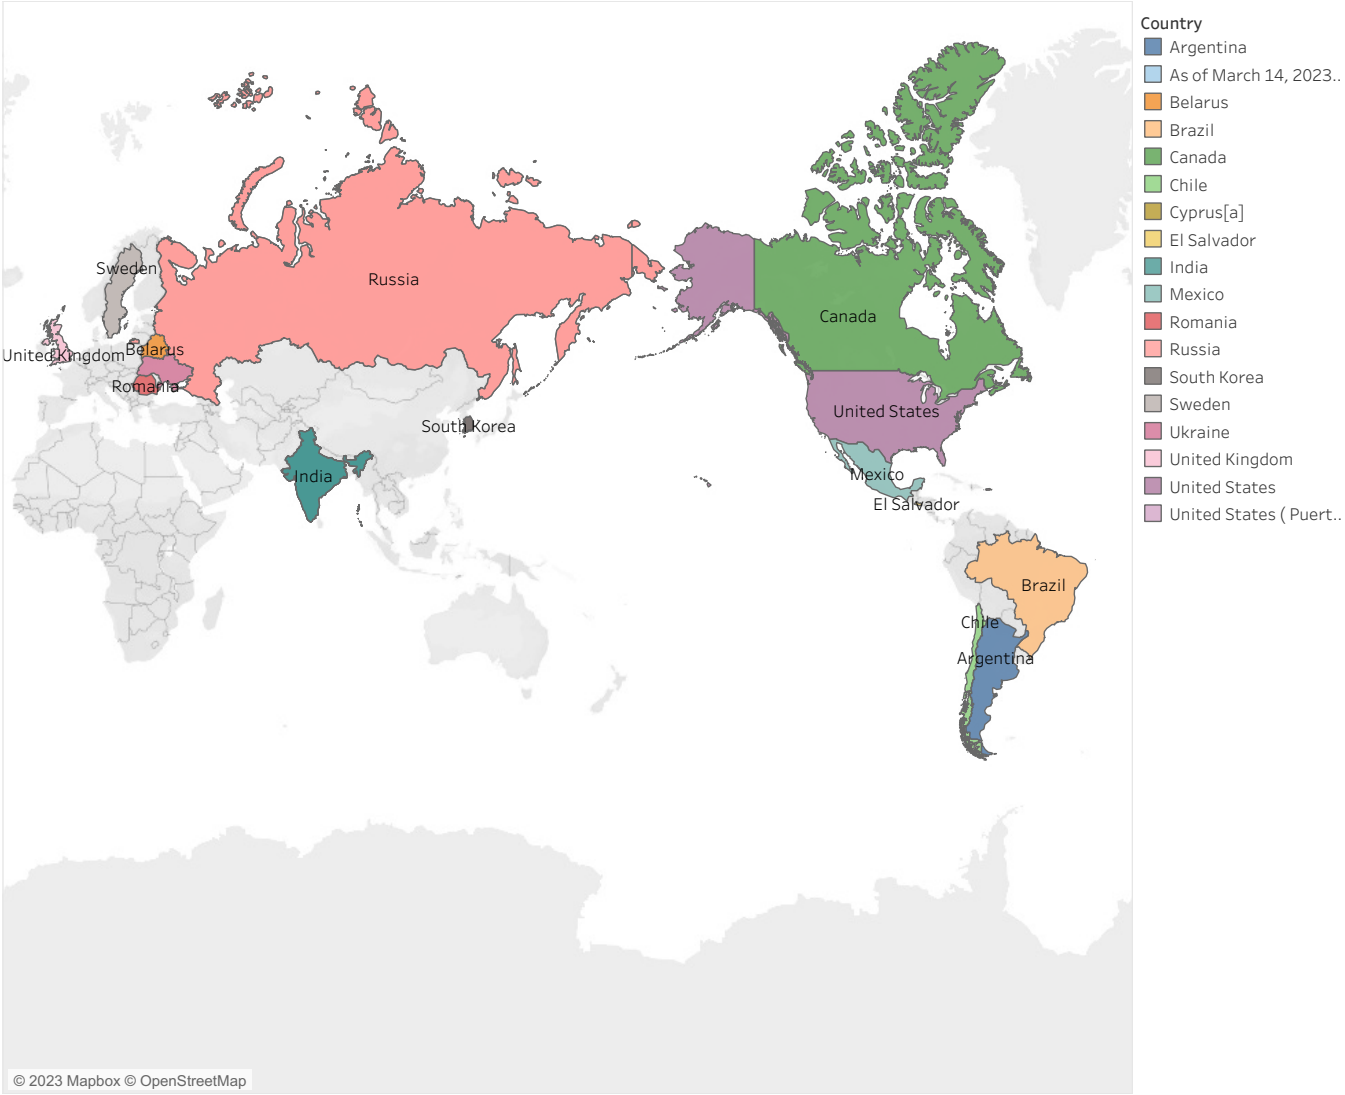 Country
Argentina
As of March 14, 2023..
Belarus
Brazil
Canada
Chile
Cyprus[a]
El Salvador
India
Mexico
Romania
Russia
South Korea
Sweden
Ukraine
United Kingdom
United States
United States ( Puert..
Sweden
Russia
Canada
United Kingdom
Belarus
Romania
United States
South Korea
India
Mexico
El Salvador
Brazil
Chile
Argentina
© 2023 Mapbox © OpenStreetMap